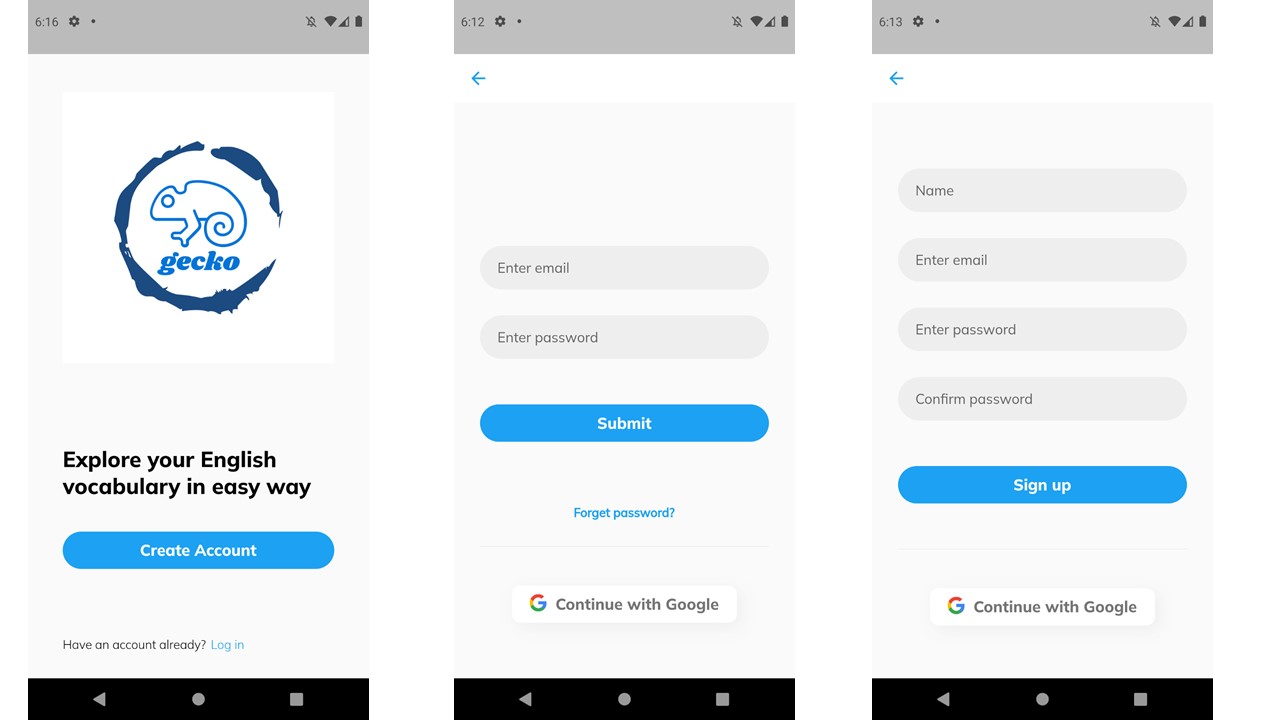 6:16
gecko
Explore your English
vocabulary in easy way
Create Account
Have an account already? Log in
6:12
Enter email
Enter password
Submit
Forget password?
Continue with Google
6:13
Name
Enter email
Enter password
Confirm password
Sign up
Continue with Google